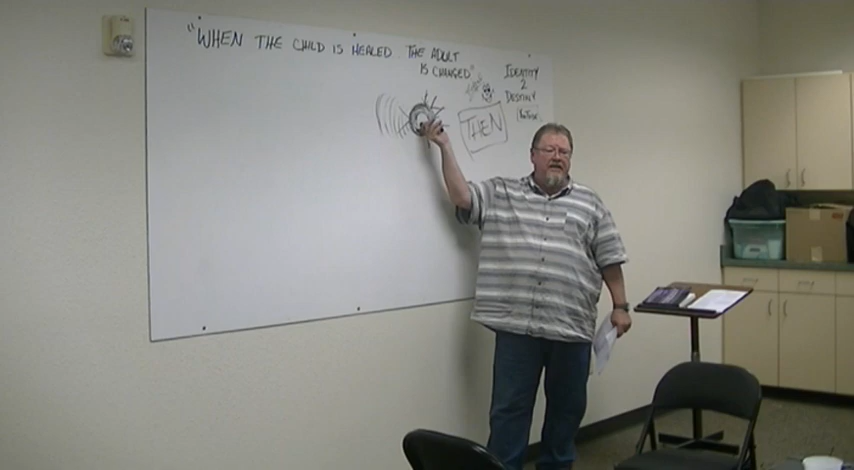 "WHEN THE CHILD IS HEALED THE ADULT
IS CHANGED"
IDENTITY
2
DESTINY
THEN